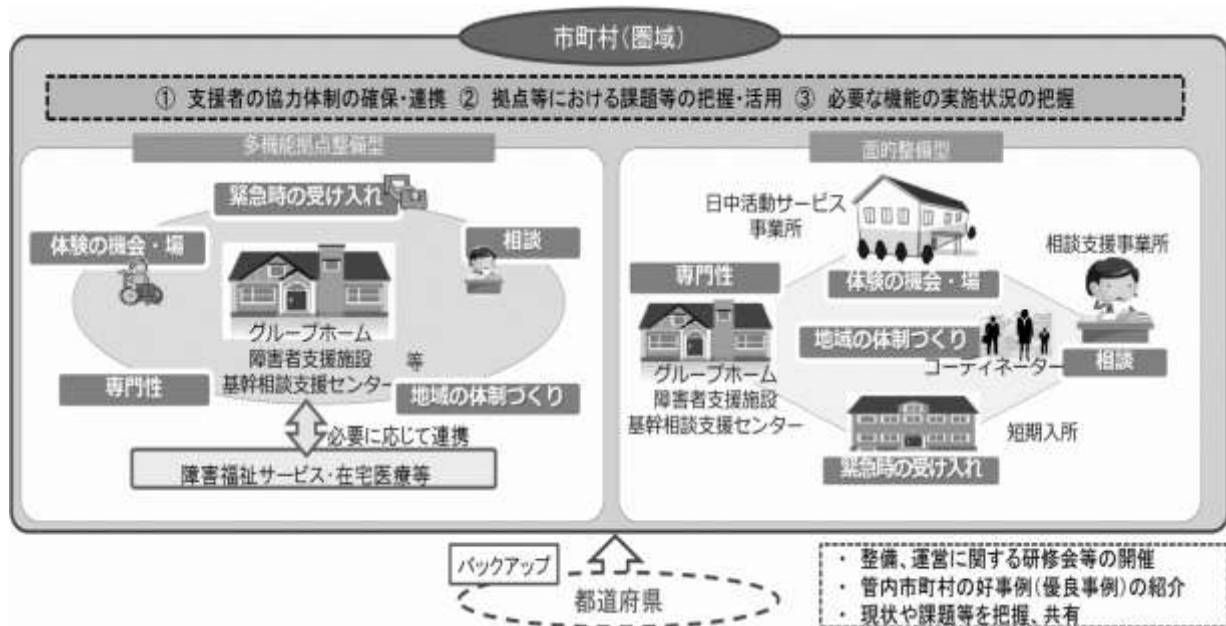 市町村(圏域)
① 支援者の協力体制の確保・連携 ② 拠点等における課題等の把握・活用 ③ 必要な機能の実施状況の把握
多機能拠点整備型
緊急時の受け入れ
体験の機会・場
相談
グループホーム
障害者支援施設
基幹相談支援センター
等
専門性
地域の体制づくり
必要に応じて連携
障害福祉サービス・在宅医療等
面的整備型
日中活動サービス
事業所
体験の機会・場
相談支援事業所
相談
専門性
グループホーム
障害者支援施設
基幹相談支援センター
地域の体制づくり
コーディネーター
短期入所
緊急時の受け入れ
バックアップ
都道府県
・ 整備、運営に関する研修会等の開催
・ 管内市町村の好事例(優良事例)の紹介
・ 現状や課題等を把握、共有